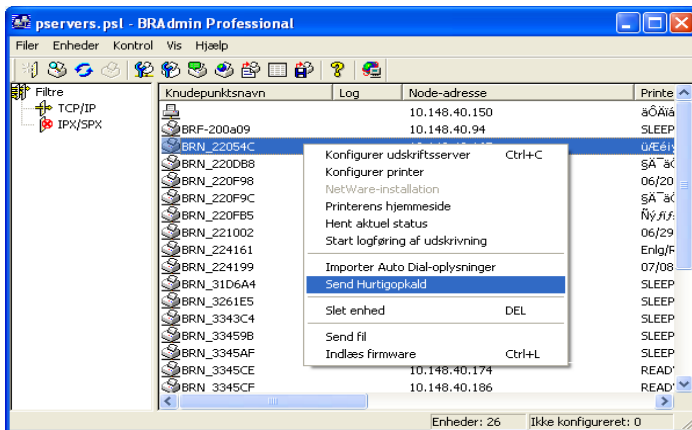 pservers.psl - BRAdmin Professional
Filer Enheder Kontrol Vis Hjælp
Filtre
TCP/IP
IPX/SPX
Knudepunktsnavn Log Node-adresse Printe
10.148.40.150
BRF-200a09 10.148.40.94 SLEEP
BRN_22054C
BRN_220DB8
BRN_220F98 06/20
BRN_220F9C
BRN_220FB5
BRN_221002 06/29
BRN_224161 Enlg/F
BRN_224199 07/08
BRN_31D6A4 SLEEP
BRN_3261E5 SLEEP
BRN_3343C4 SLEEP
BRN_33459B SLEEP
BRN_3345AF SLEEP
BRN_3345CE 10.148.40.174 READ
BRN_3345CF 10.148.40.186 READ
Konfigurer udskriftsserver Ctrl+C
Konfigurer printer
NetWare-installation
Printerens hjemmeside
Hent aktuel status
Start logføring af udskrivning
Importer Auto Dial-oplysninger
Send Hurtigopkald
Slet enhed DEL
Send fil
Indlæs firmware Ctrl+L
Enheder: 26 Ikke konfigureret: 0